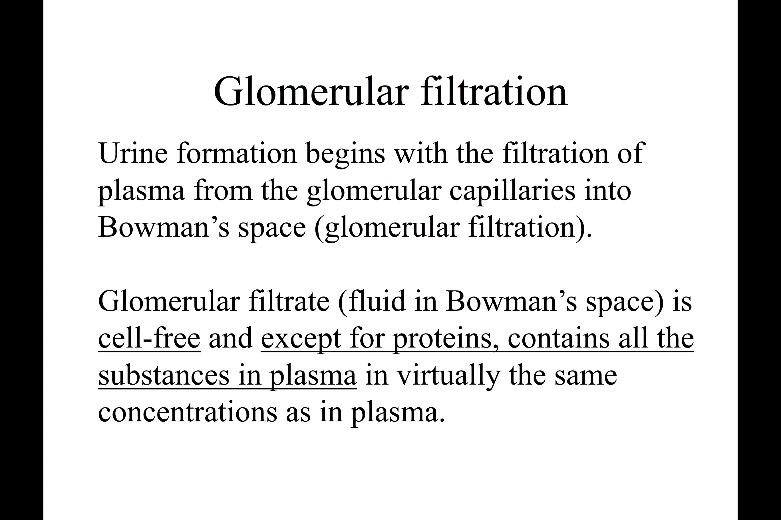 Glomerular filtration
Urine formation begins with the filtration of
plasma from the glomerular capillaries into
Bowman’s space (glomerular filtration).
Glomerular filtrate (fluid in Bowman’s space) is
cell-free and except for proteins, contains all the
substances in plasma in virtually the same
concentrations as in plasma.